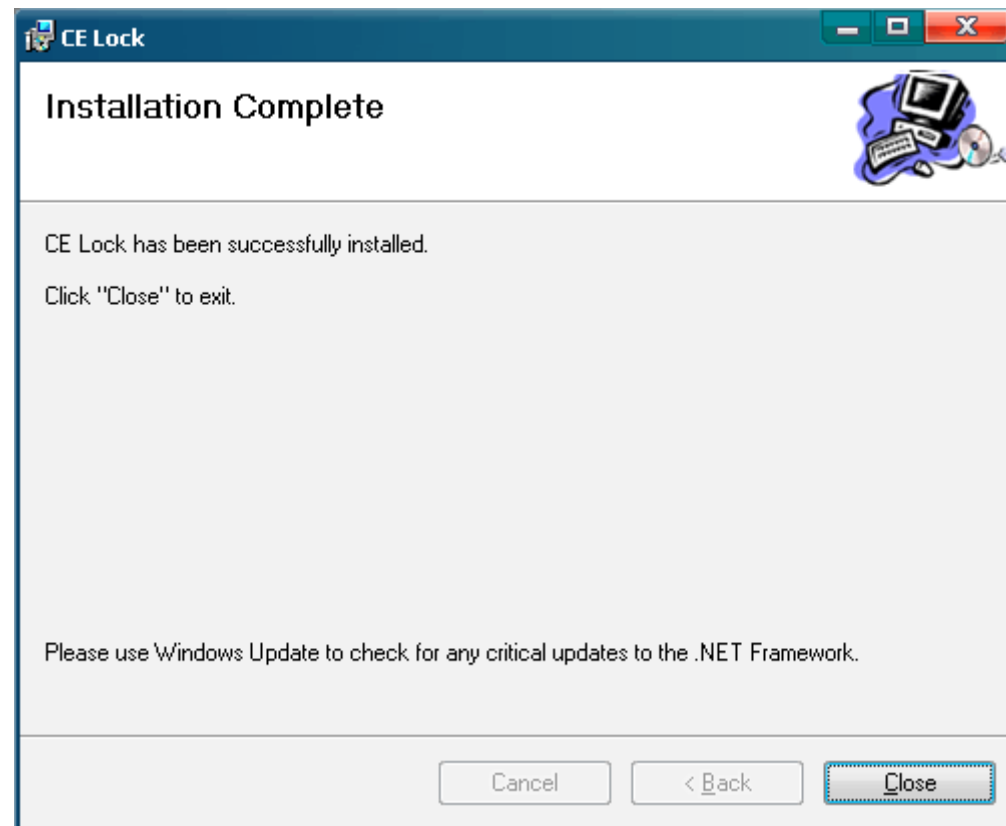 CE Lock
Installation Complete
CE Lock has been successfully installed.
Click "Close" to exit.
Please use Windows Update to check for any critical updates to the .NET Framework.
Cancel
< Back
Close